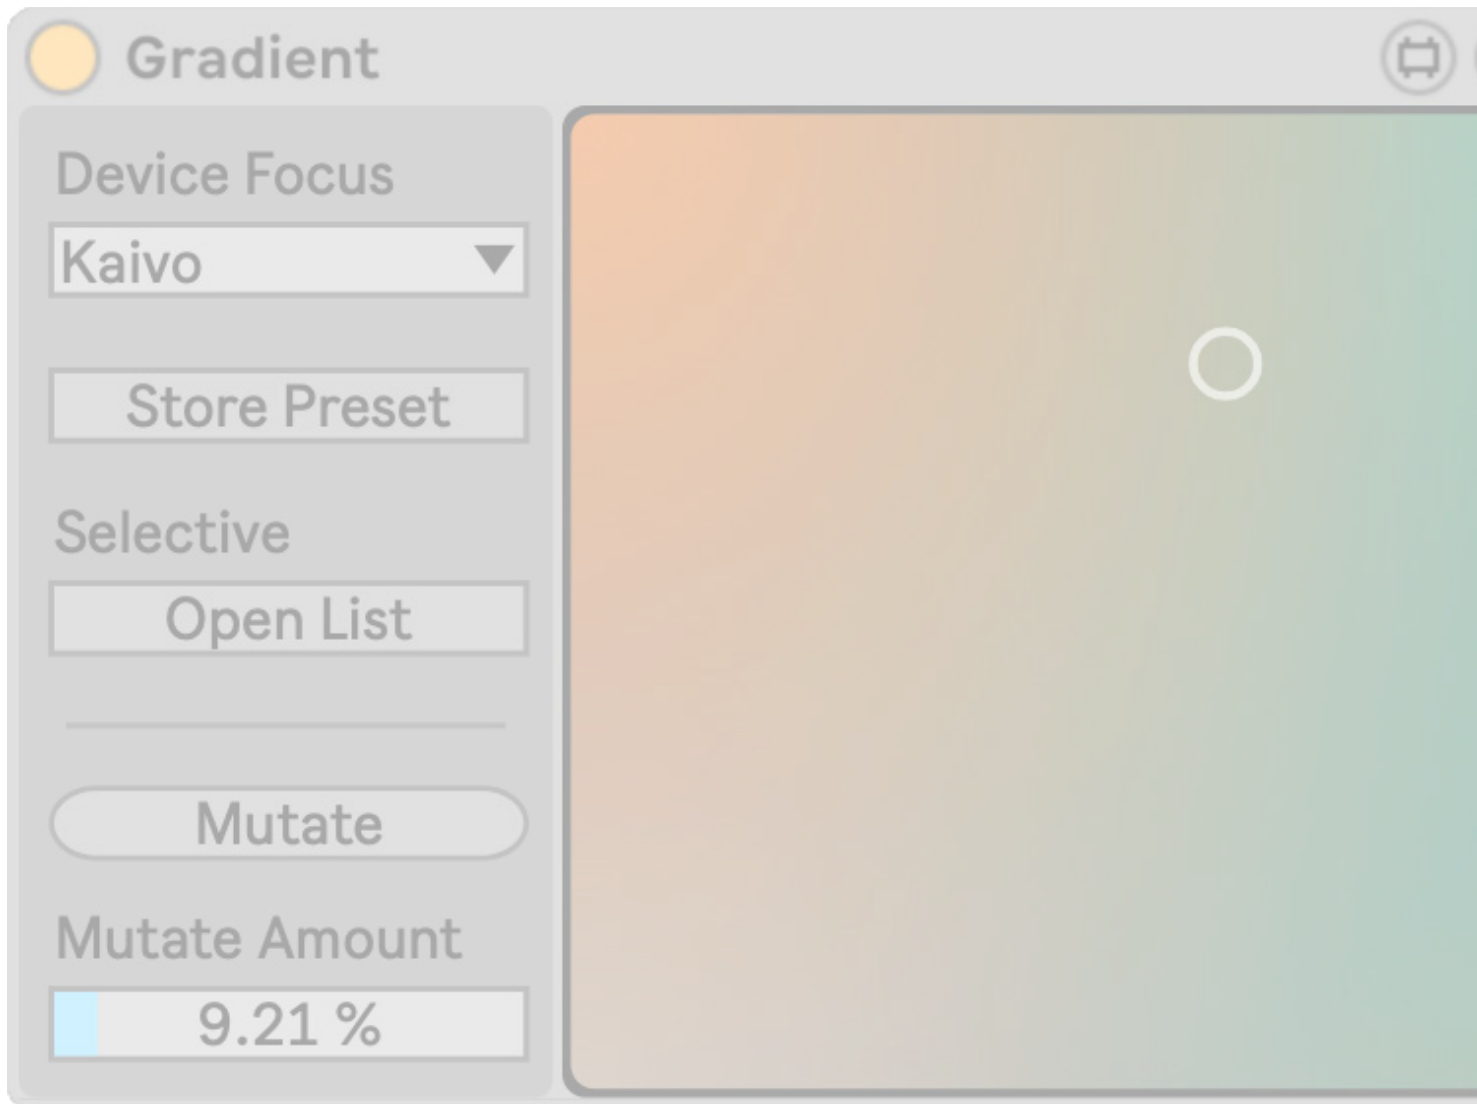 Gradient
Device Focus
Kaivo
Store Preset
Selective
Open List
Mutate
Mutate Amount
9.21 %